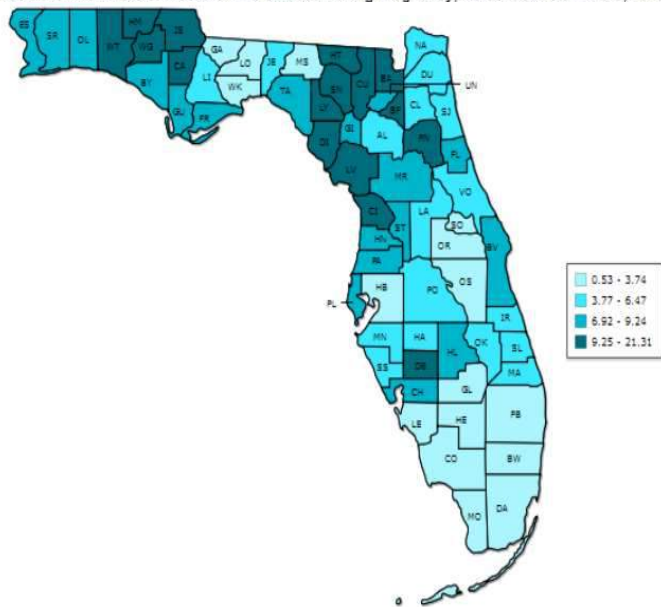 ES
SR
OL
WT
HM
WG
JS
BY
CA
GU
LI
GA
LO
WK
FR
JE
MS
TA
HT
SN
CU
BA
NA
DU
UN
LY
BF
CL
SJ
DI
GI
AL
PN
FL
LV
MR
VO
CI
ST
LA
SO
HN
OR
BV
PA
OS
PL
HB
PO
IR
MN
HA
OK
SL
SS
DS
HL
MA
CH
GL
LE
HE
PB
CO
BW
MO
DA
0.53 - 3.74
3.77 - 6.47
6.92 - 9.24
9.25 - 21.31